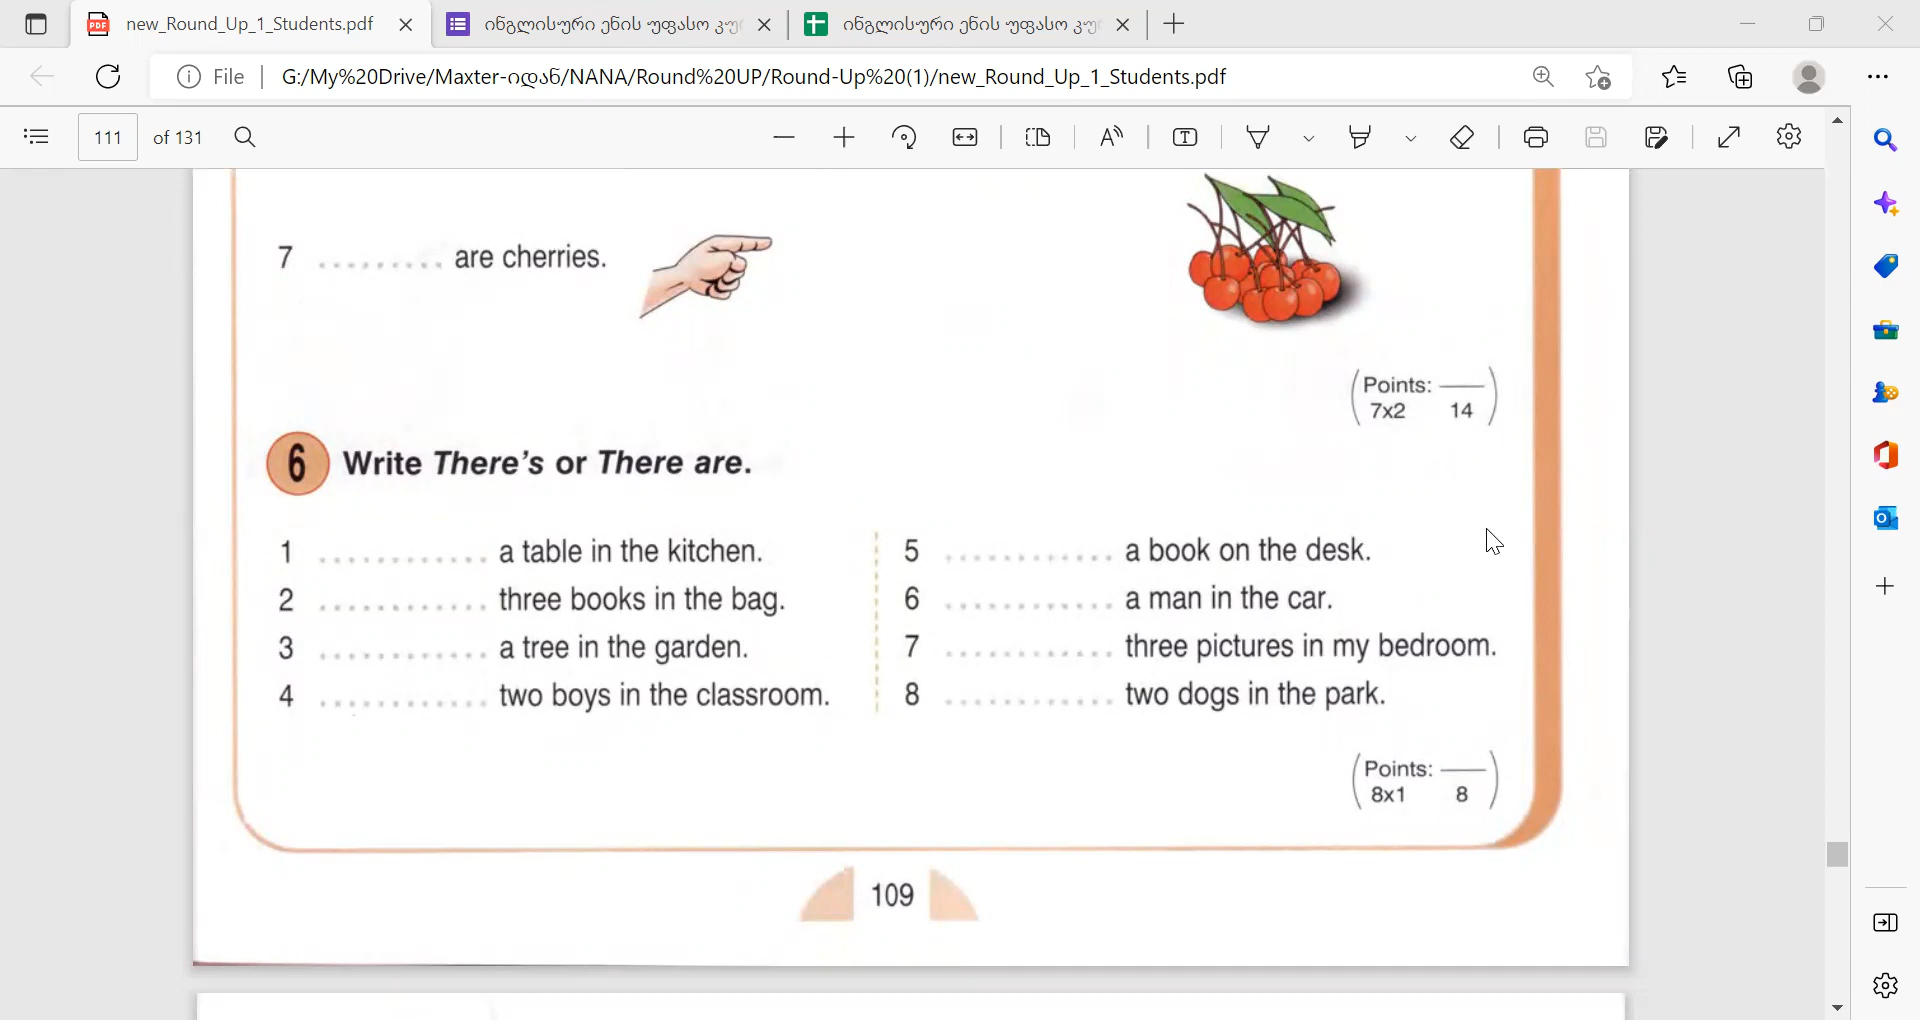 new_Round_Up_1_Students.pdf
ინგლისური ენის უფასო
ინგლისური ენის უფასო
File
G:/My%20Drive/Maxter-იდან/NANA/Round%20UP/Round-Up%20(1)/new_Round_Up_1_Students.pdf
111 of 131
7 ......... are cherries.
Points: 
7x2 14
6 Write There's or There are.
1 ............ a table in the kitchen.
2 ............ three books in the bag.
3 ............ a tree in the garden.
4 ............ two boys in the classroom.
5 ............ a book on the desk.
6 ............ a man in the car.
7 ............ three pictures in my bedroom.
8 ............ two dogs in the park.
Points: 
8x1 8
109